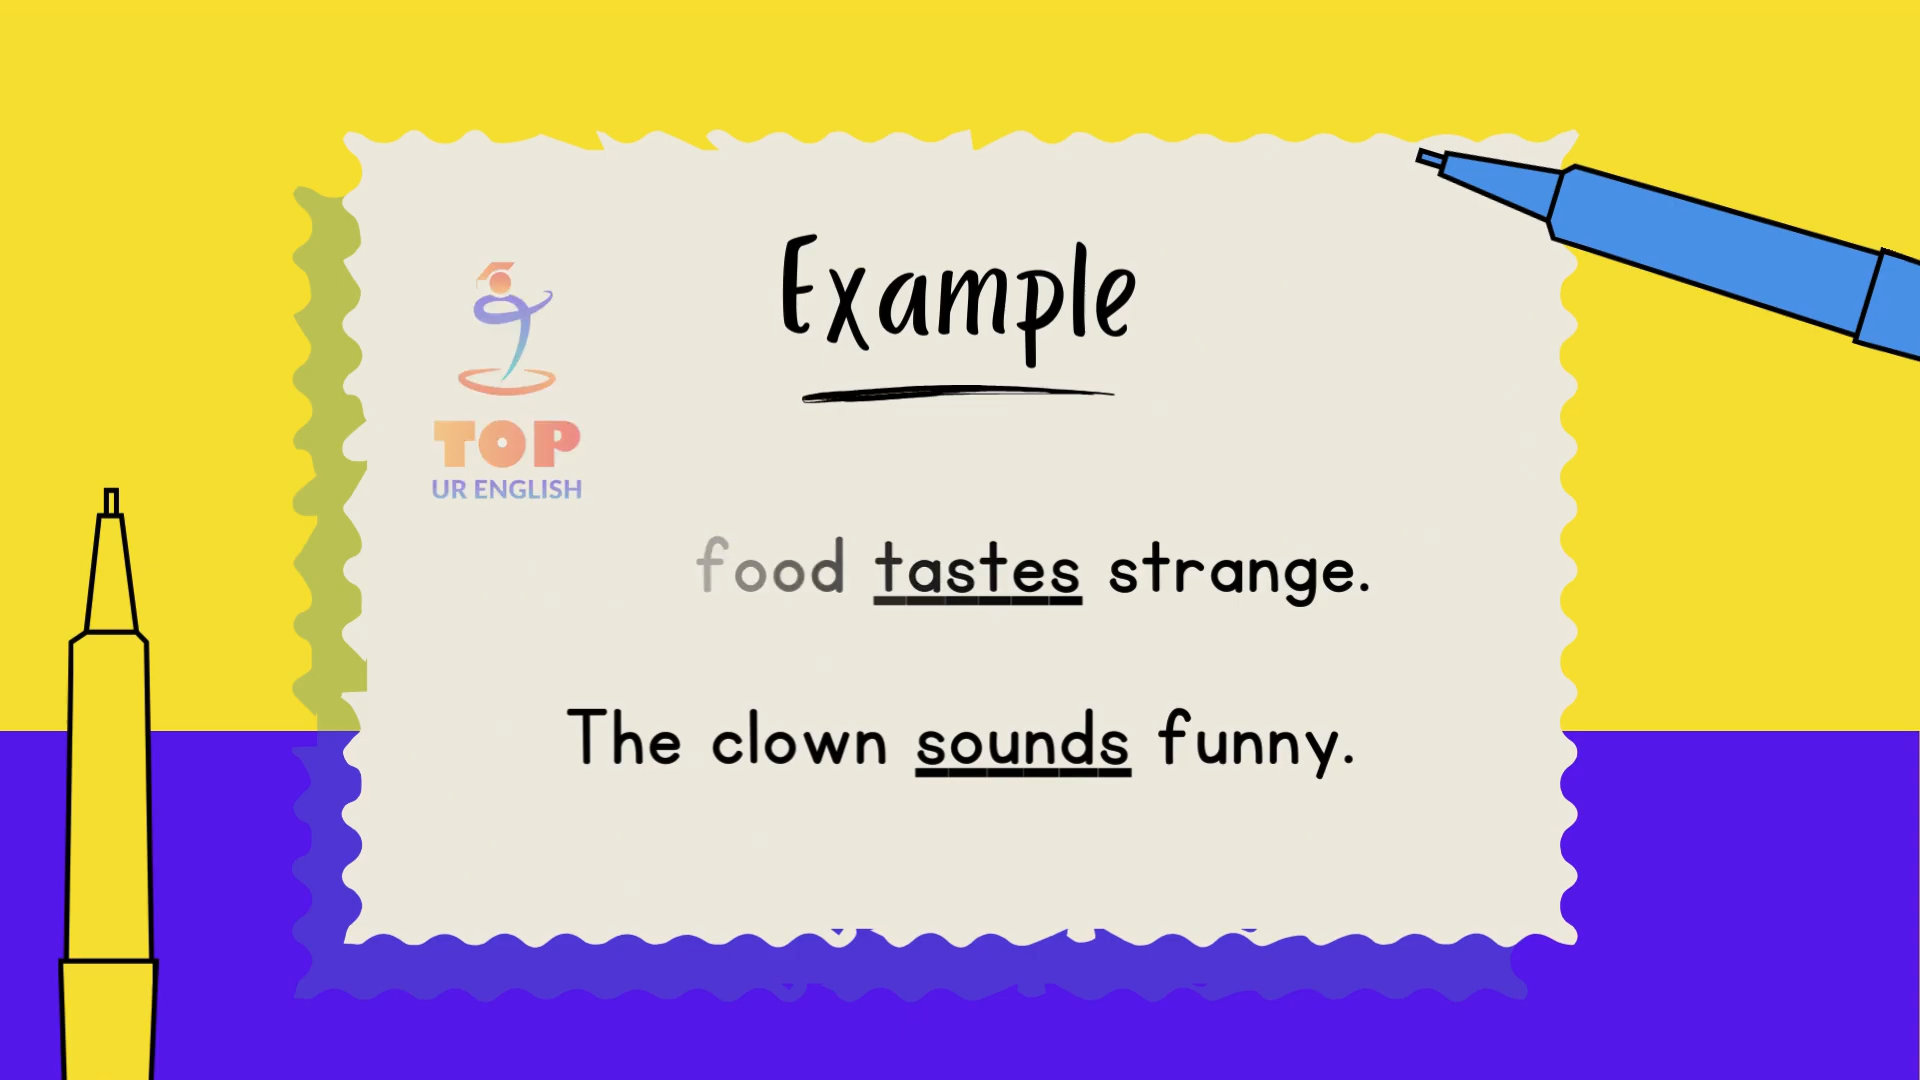 Example
TOP
UR ENGLISH
food tastes strange.
The clown sounds funny.